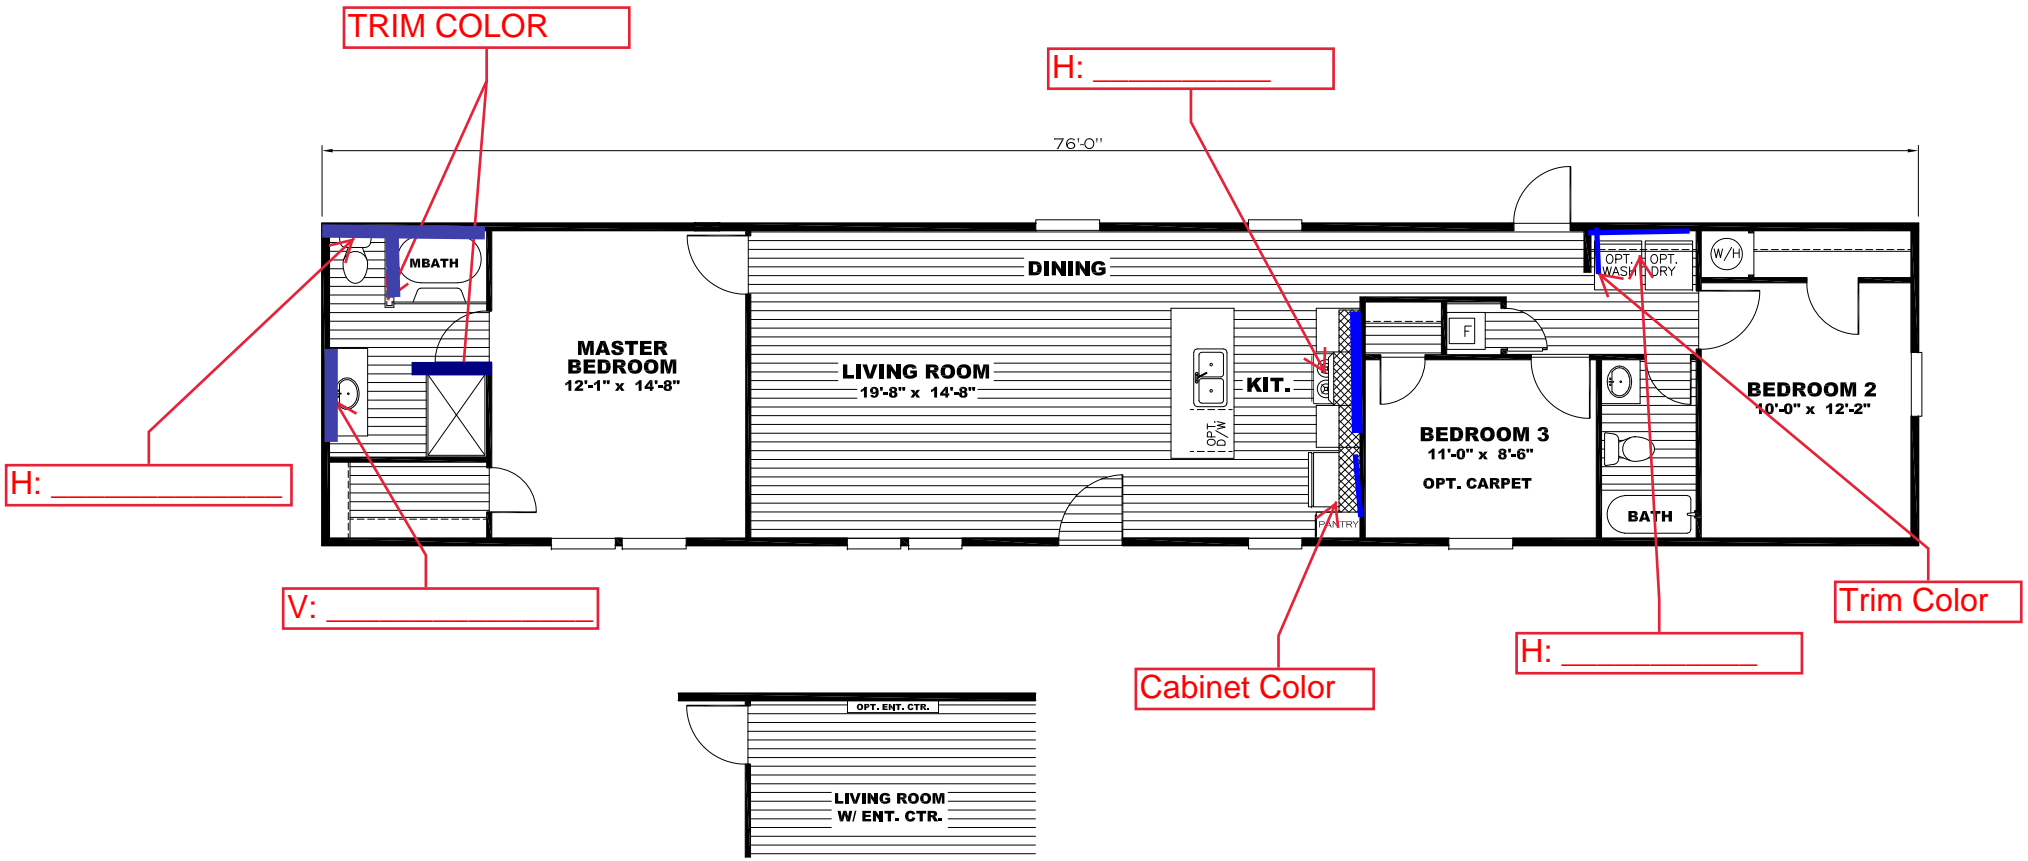 TRIM COLOR
H: __________
76'-0"
MBATH
DINING
OPT.
WASH
OPT.
DRY
W/H
F
MASTER
BEDROOM
12'-1" x 14'-8"
LIVING ROOM
19'-8" x 14'-8"
KIT.
OPT.
D/W
BEDROOM 2
10'-0" x 12'-2"
BEDROOM 3
11'-0" x 8'-6"
OPT. CARPET
BATH
PANTRY
H: _____________
V: _______________
Trim Color
H: ___________
Cabinet Color
OPT. ENT. CTR.
LIVING ROOM
W/ ENT. CTR.